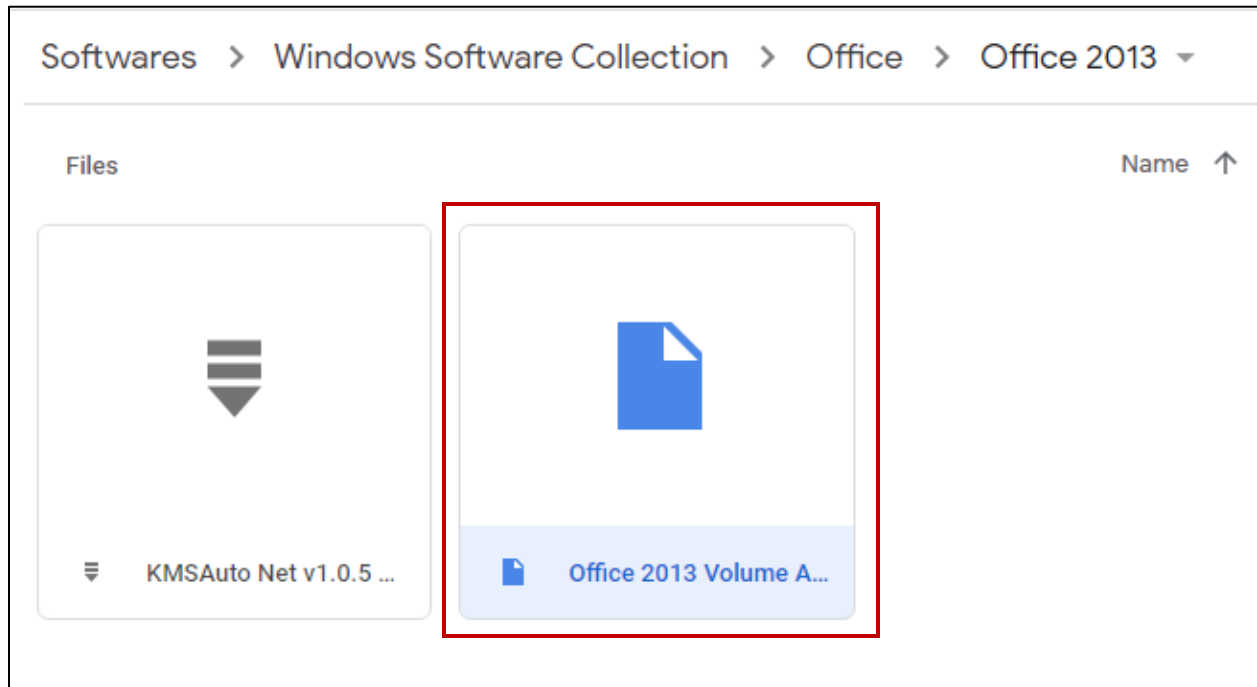 Softwares > Windows Software Collection > Office > Office 2013
Files
Name
KMSAuto Net v1.0.5 ...
Office 2013 Volume A...